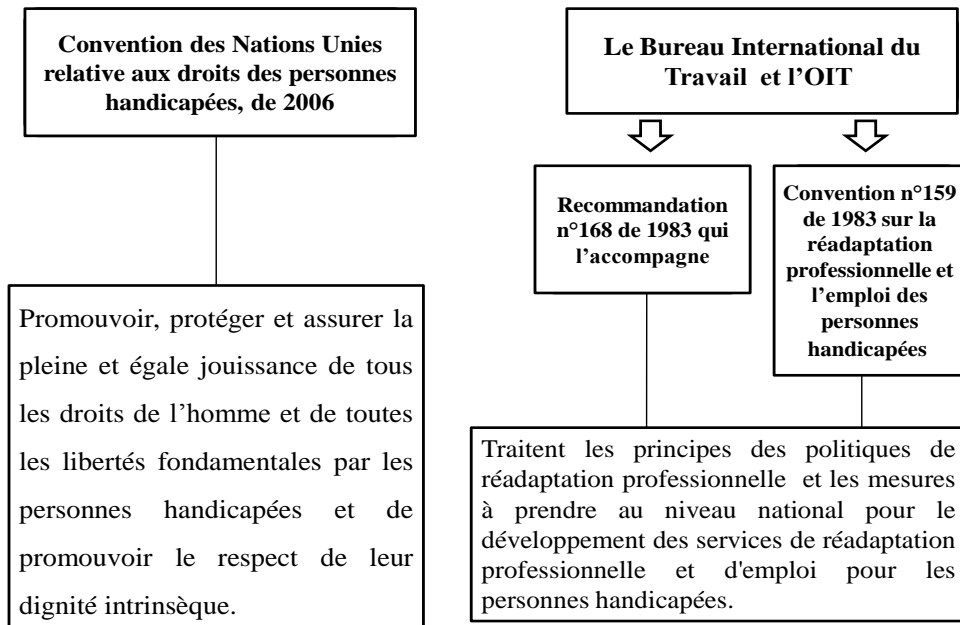 Convention des Nations Unies
relative aux droits des personnes
handicapées, de 2006
Promouvoir, protéger et assurer la
pleine et égale jouissance de tous
les droits de l’homme et de toutes
les libertés fondamentales par les
personnes handicapées et de
promouvoir le respect de leur
dignité intrinsèque.
Le Bureau International du
Travail et l’OIT
Recommandation
n°168 de 1983 qui
l’accompagne
Convention n°159
de 1983 sur la
réadaptation
professionnelle et
l’emploi des
personnes
handicapées
Traitent les principes des politiques de
réadaptation professionnelle et les mesures
à prendre au niveau national pour le
développement des services de réadaptation
professionnelle et d'emploi pour les
personnes handicapées.